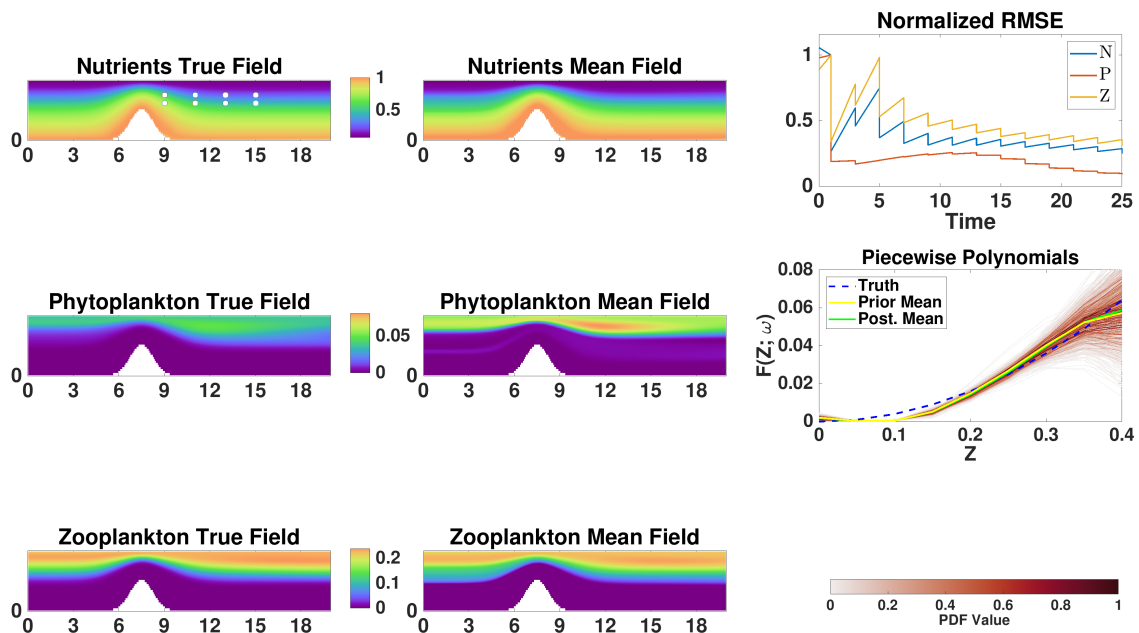 Nutrients True Field
0
0 3 6 9 12 15 18
1
0.5
Nutrients Mean Field
0
0 3 6 9 12 15 18
Normalized RMSE
1
0.5
0
N
P
Z
0 5 10 15 20 25
Time
Phytoplankton True Field
0
0 3 6 9 12 15 18
0.05
0
Phytoplankton Mean Field
0
0 3 6 9 12 15 18
Piecewise Polynomials
F(Z; ω)
0.08
0.06
0.04
0.02
0
Truth
Prior Mean
Post. Mean
0 0.1 0.2 0.3 0.4
Z
Zooplankton True Field
0
0 3 6 9 12 15 18
0.2
0.1
0
Zooplankton Mean Field
0
0 3 6 9 12 15 18
0 0.2 0.4 0.6 0.8 1
PDF Value